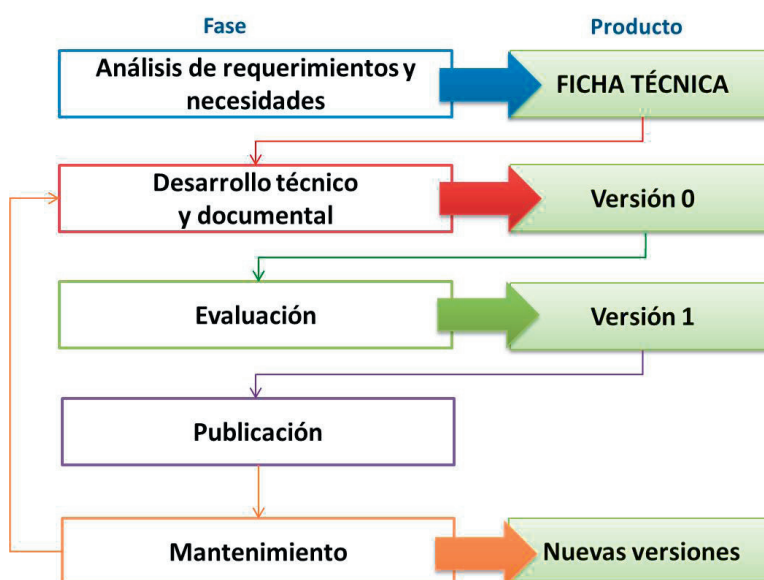 Fase
Producto
Análisis de requerimientos y
necesidades
FICHA TÉCNICA
Desarrollo técnico
y documental
Versión 0
Evaluación
Versión 1
Publicación
Mantenimiento
Nuevas versiones